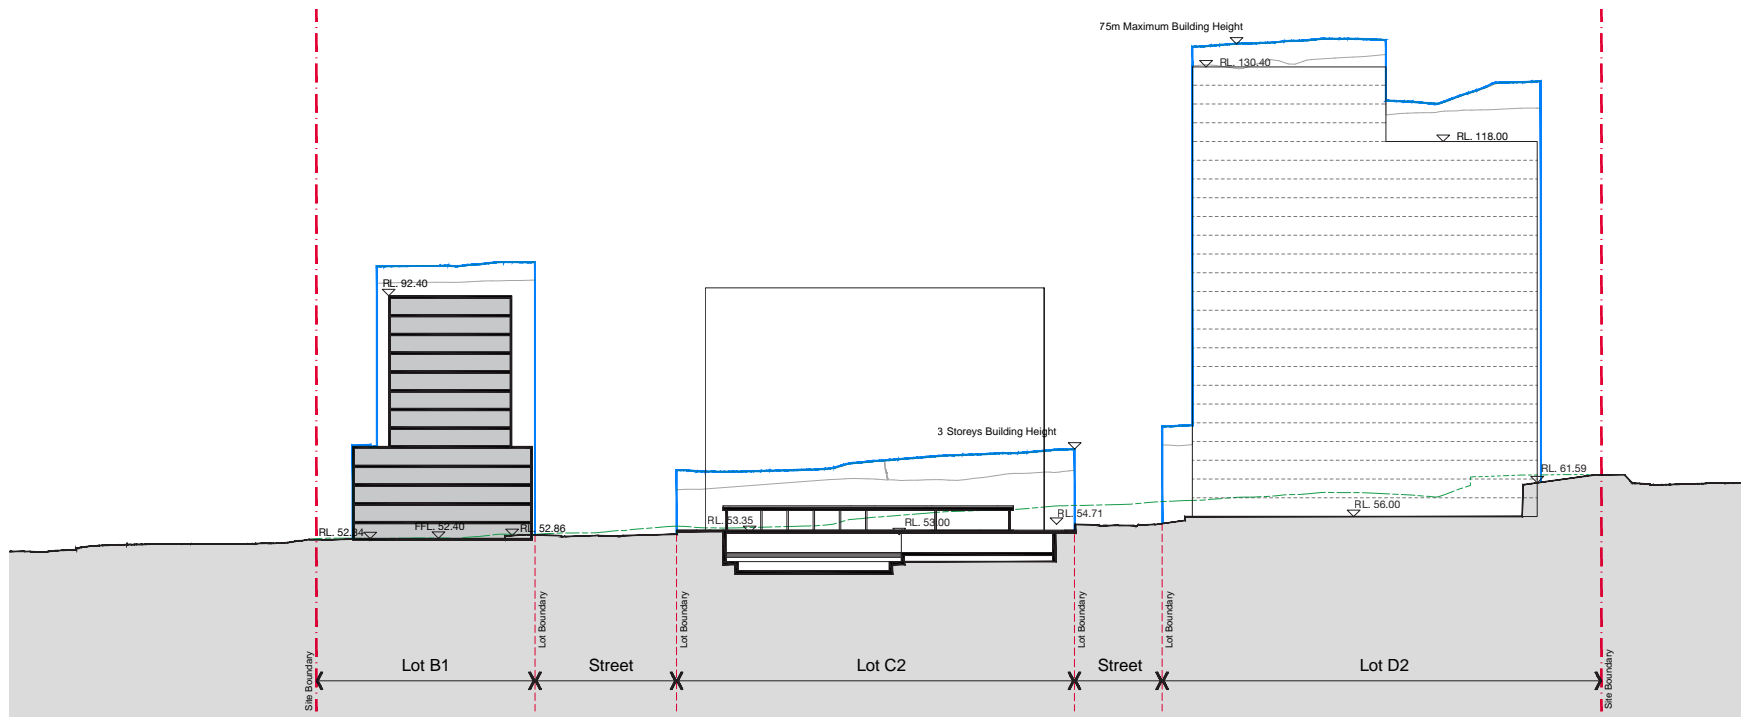 75m Maximum Building Height
RL. 130.40
RL. 118.00
RL. 92.40
3 Storeys Building Height
RL. 61.59
RL. 52.84
FFL. 52.40
RL. 52.86
RL. 53.35
RL. 53.00
RL. 54.71
RL. 56.00
Lot Boundary
Lot Boundary
Lot Boundary
Lot Boundary
Site Boundary
Lot B1
Street
Lot C2
Street
Lot D2
Site Boundary